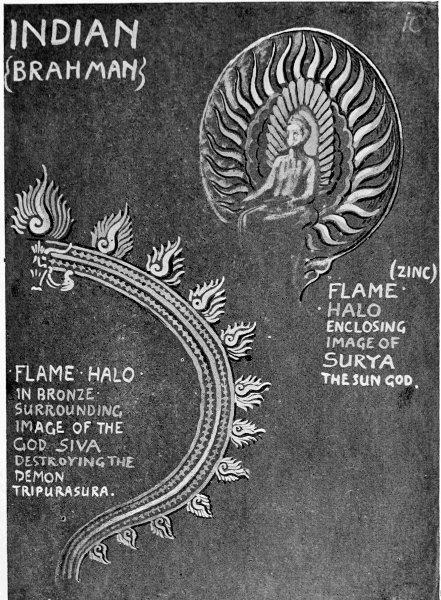 INDIAN
{BRAHMAN}
(ZINC)
FLAME·
·HALO
ENCLOSING
IMAGE OF
SURYA
THE SUN GOD.
·FLAME·HALO·
IN BRONZE·
SURROUNDING
IMAGE OF THE
GOD SIVA
DESTROYING THE
DEMON
TRIPURASURA.